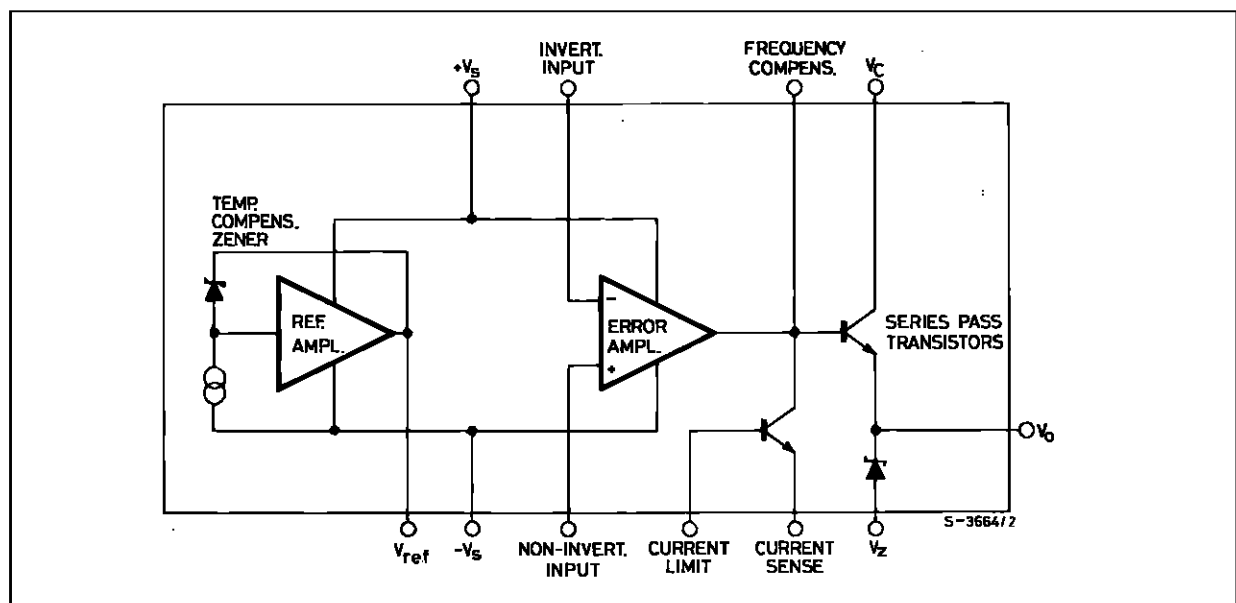 +Vs
INVERT.
INPUT
FREQUENCY
COMPENS.
VC
TEMP.
COMPENS.
ZENER
REF.
AMPL.
-
ERROR
AMPL.
+
SERIES PASS
TRANSISTORS
Vo
S-3664/2
Vref
-Vs
NON-INVERT.
INPUT
CURRENT
LIMIT
CURRENT
SENSE
VZ